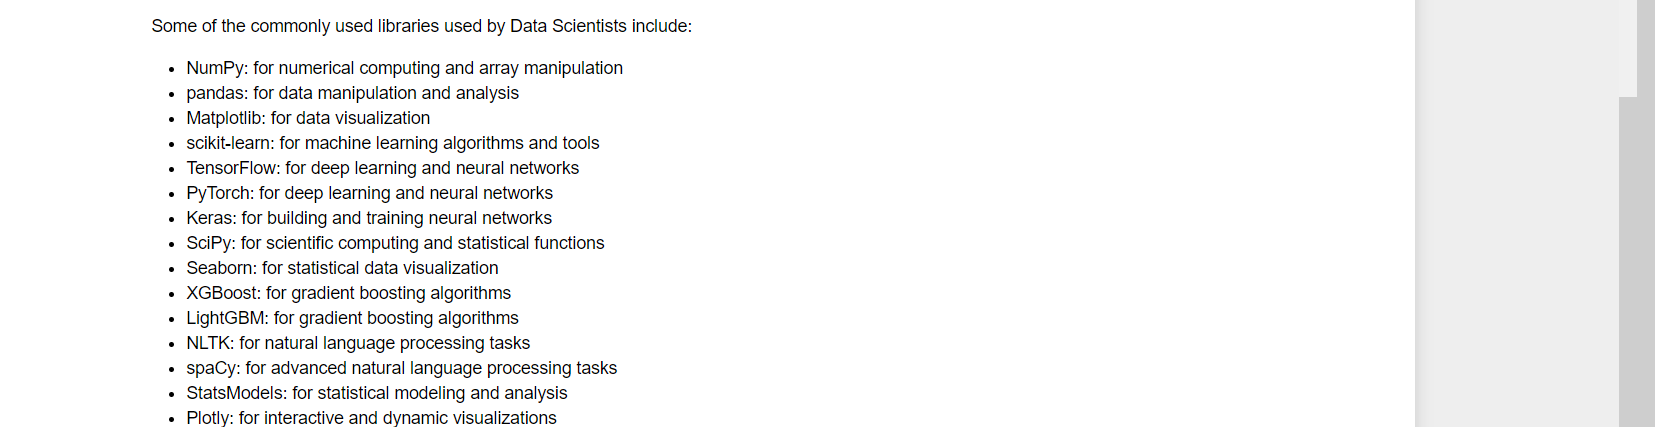 Some of the commonly used libraries used by Data Scientists include:
• NumPy: for numerical computing and array manipulation
• pandas: for data manipulation and analysis
• Matplotlib: for data visualization
• scikit-learn: for machine learning algorithms and tools
• TensorFlow: for deep learning and neural networks
• PyTorch: for deep learning and neural networks
• Keras: for building and training neural networks
• SciPy: for scientific computing and statistical functions
• Seaborn: for statistical data visualization
• XGBoost: for gradient boosting algorithms
• LightGBM: for gradient boosting algorithms
• NLTK: for natural language processing tasks
• spaCy: for advanced natural language processing tasks
• StatsModels: for statistical modeling and analysis
• Plotly: for interactive and dynamic visualizations